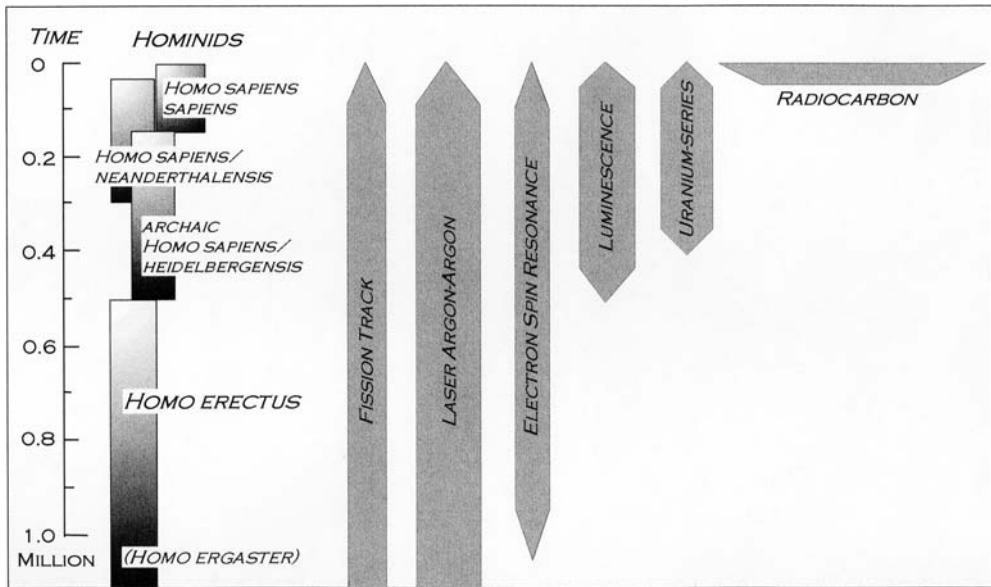 TIME
HOMINIDS
0
0.2
0.4
0.6
0.8
1.0
MILLION
HOMO SAPIENS
SAPIENS
HOMO SAPIENS/
NEANDERTHALENSIS
ARCHAIC
HOMO SAPIENS/
HEIDELBERGENSIS
HOMO ERECTUS
(HOMO ERGASTER)
FISSION TRACK
LASER ARGON-ARGON
ELECTRON SPIN RESONANCE
LUMINESCENCE
URANIUM-SERIES
RADIOCARBON